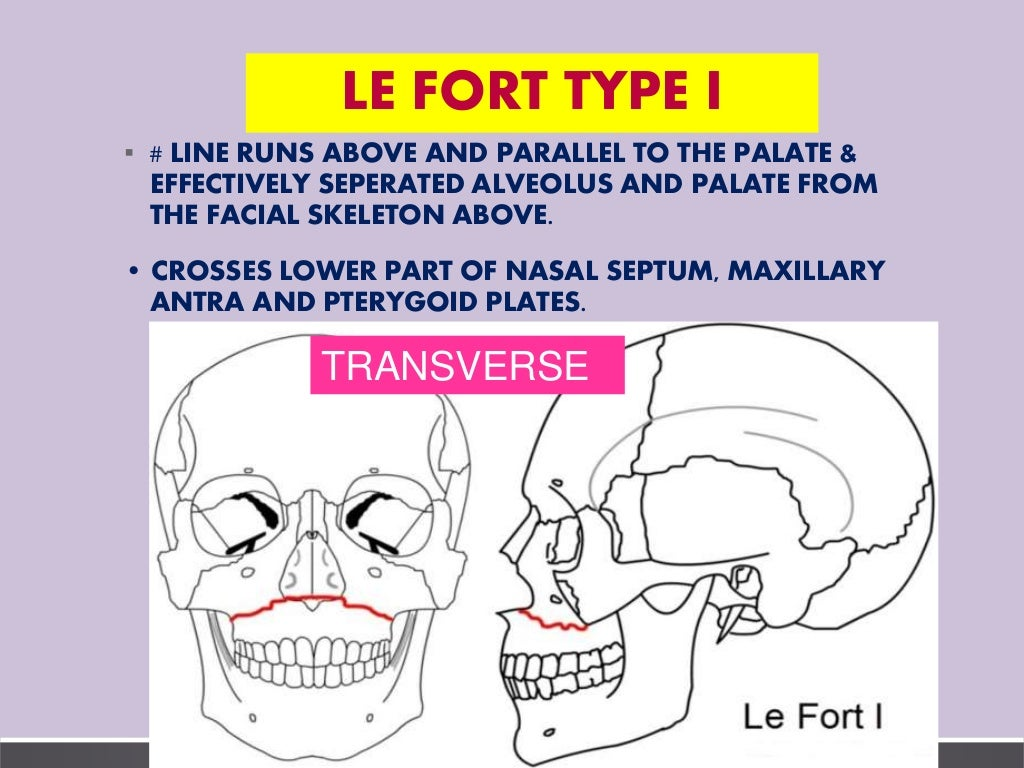 LE FORT TYPE I
▪ # LINE RUNS ABOVE AND PARALLEL TO THE PALATE &
EFFECTIVELY SEPERATED ALVEOLUS AND PALATE FROM
THE FACIAL SKELETON ABOVE.
• CROSSES LOWER PART OF NASAL SEPTUM, MAXILLARY
ANTRA AND PTERYGOID PLATES.
TRANSVERSE
Le Fort I